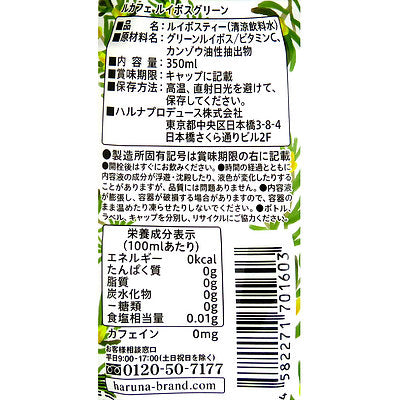 ルカフェ ルイボスグリーン
■品　　名：ルイボスティー(清涼飲料水)
■原材料名：グリーンルイボス/ビタミンC、
カンゾウ油性抽出物
■内 容 量：350ml
■賞味期限：キャップに記載
■保存方法：高温、直射日光を避けて、
保存してください。
■ハルナプロデュース株式会社
東京都中央区日本橋3-8-4
日本橋さくら通りビル2F
●製造所固有記号は賞味期限の右に記載
●開栓後はすぐにお飲みください。●時間の経過とともに
内容液の成分が浮遊・沈殿したり、液色が変化したりす
ることがありますが、品質には問題ありません。●内容液
が膨張し、容器が破損する場合がありますので、容器の
まま温めたり凍らせたりしないでください。●ボトル、
ラベル、キャップを分別し、リサイクルにご協力ください。
栄養成分表示
(100mlあたり)
エネルギー 0kcal
たんぱく質 0g
脂質 0g
炭水化物 0g
－糖類 0g
食塩相当量 0.01g
カフェイン 0mg
お客様相談窓口
平日9:00-17:00(土日祝日を除く)
0120-50-7177
haruna-brand.com
4 582271 701603